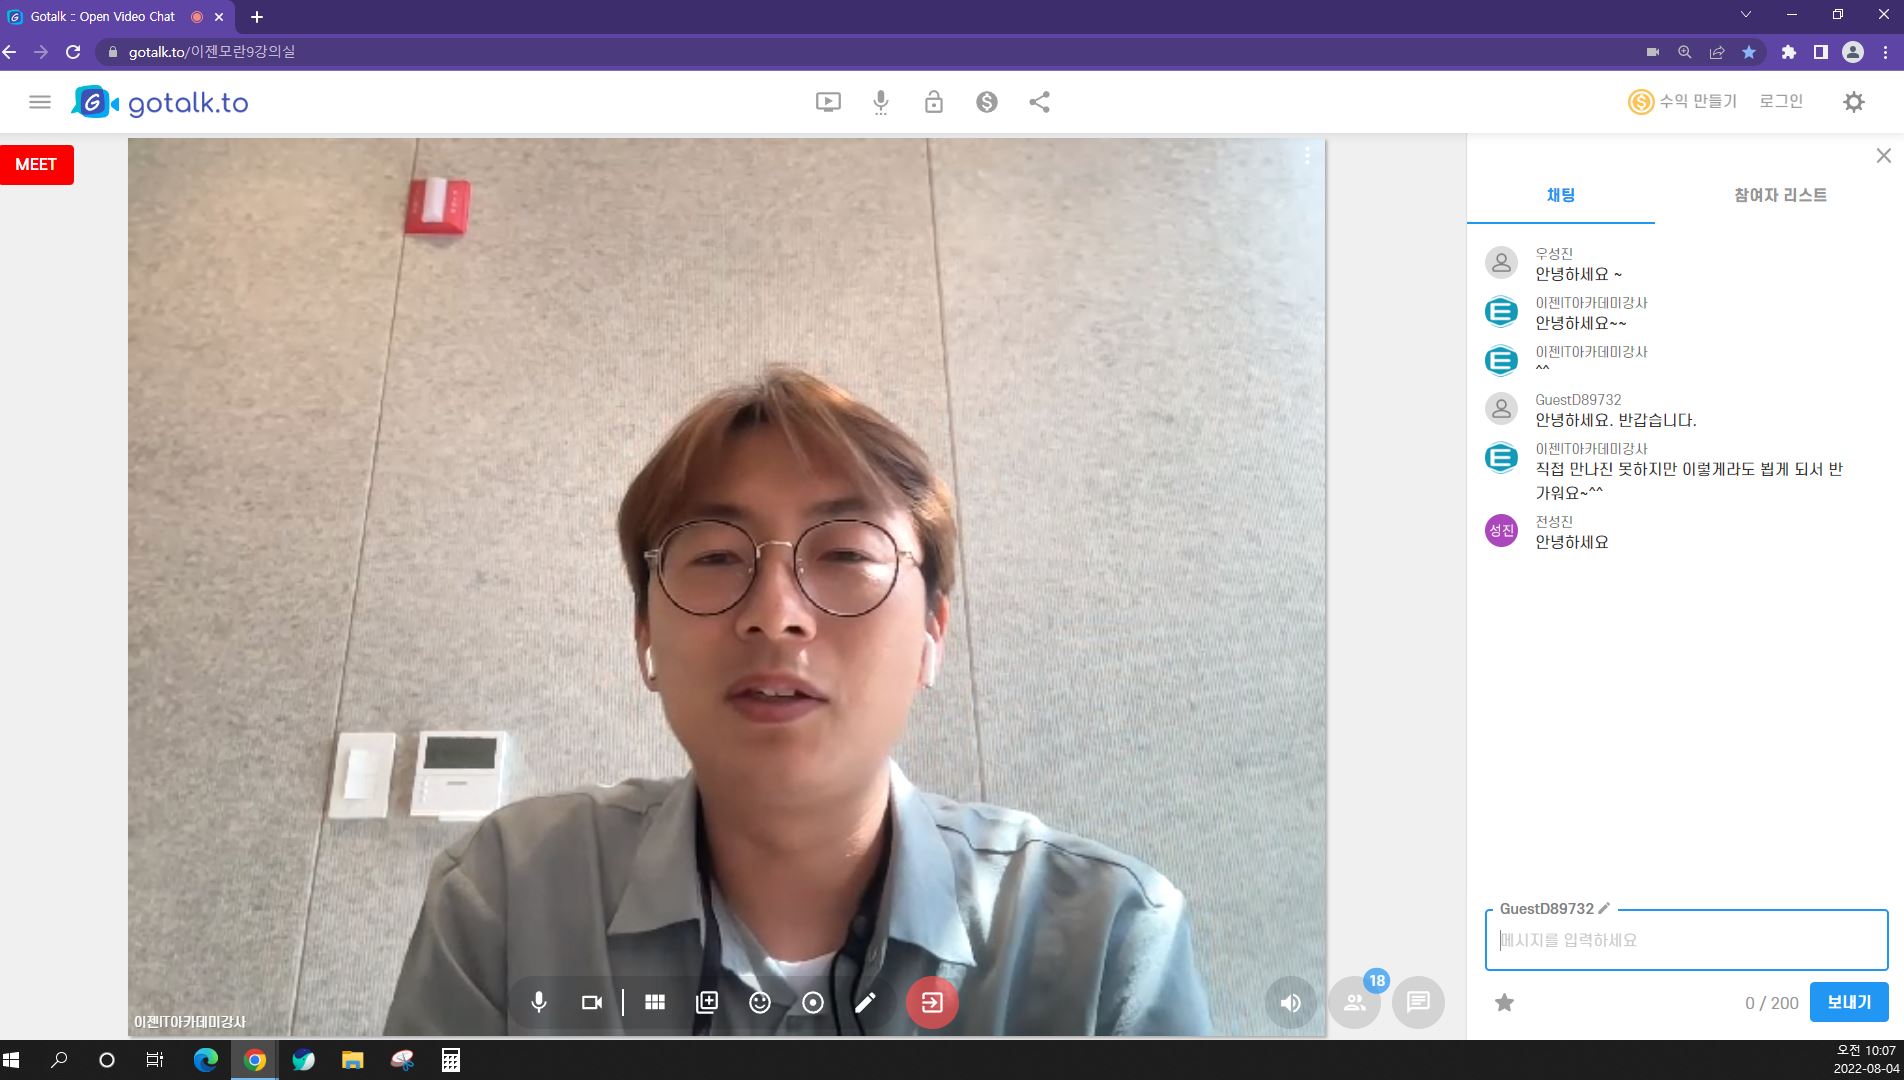 Gotalk :: Open Video Chat
gotalk.to/이젠모란9강의실
gotalk.to
수익 만들기
로그인
MEET
채팅
참여자 리스트
우성진
안녕하세요 ~
이젠IT아카데미강사
안녕하세요~~
이젠IT아카데미강사
^^
GuestD89732
안녕하세요. 반갑습니다.
이젠IT아카데미강사
직접 만나진 못하지만 이렇게라도 뵙게 되서 반
가워요~^^
성진
전성진
안녕하세요
GuestD89732
메시지를 입력하세요
0 / 200
보내기
18
이젠IT아카데미강사
오전 10:07
2022-08-04